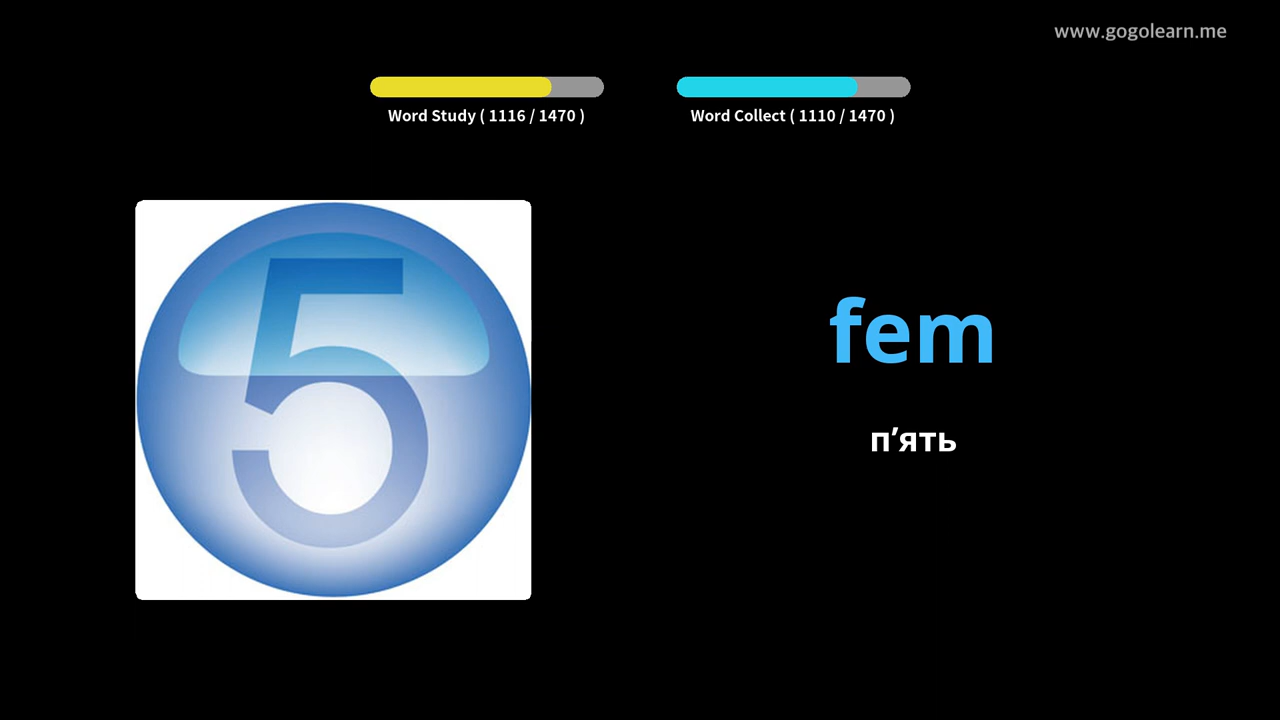 www.gogolearn.me
Word Study ( 1116 / 1470 )
Word Collect ( 1110 / 1470 )
5
fem
п’ять